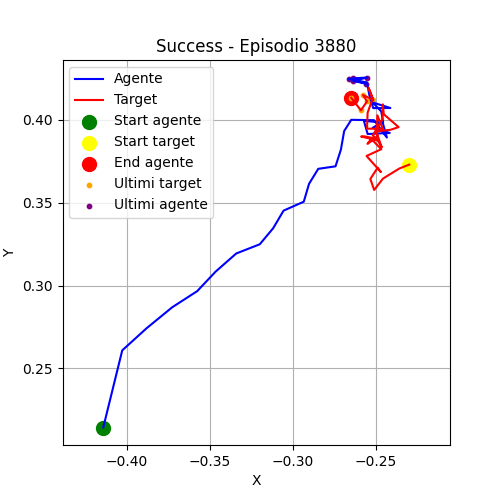 Success - Episodio 3880
Agente
Target
Start agente
Start target
End agente
Ultimi target
Ultimi agente
0.40
0.35
0.30
0.25
Y
−0.40
−0.35
−0.30
−0.25
X